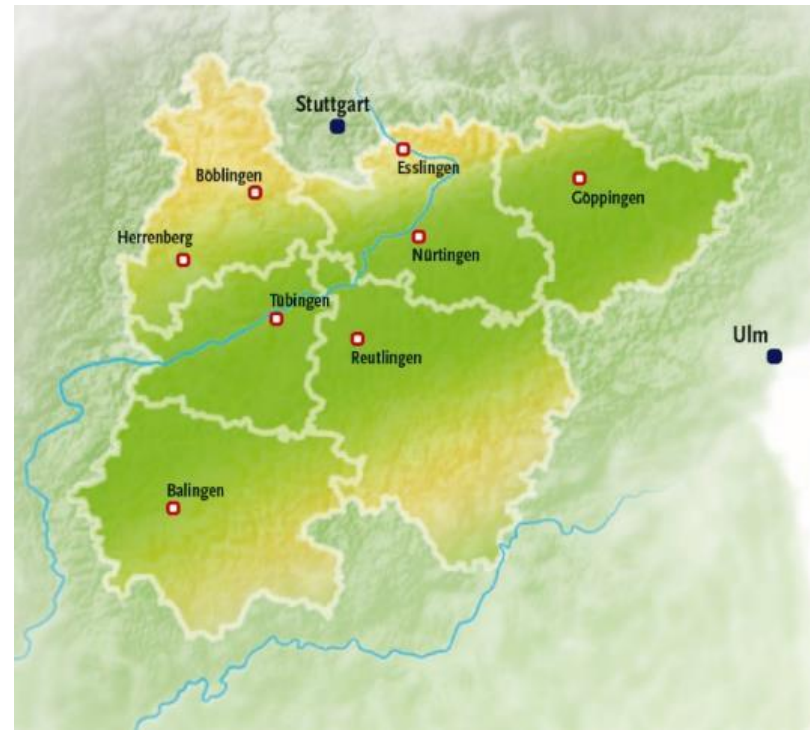 Stuttgart
Esslingen
Böblingen
Göppingen
Herrenberg
Nürtingen
Tübingen
Ulm
Reutlingen
Balingen